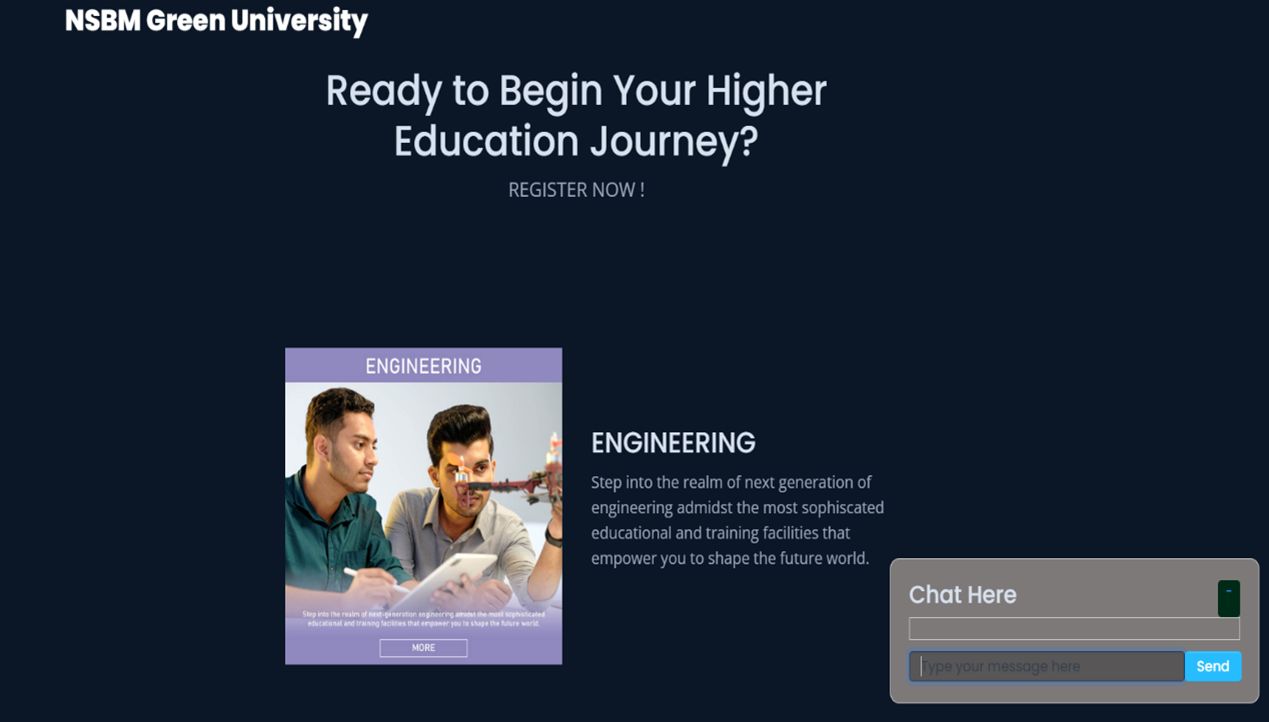 NSBM Green University
Ready to Begin Your Higher
Education Journey?
REGISTER NOW !
ENGINEERING
Step into the realm of next-generation engineering amidst the most sophisticated
educational and training facilities that empower you to shape the future world.
MORE
ENGINEERING
Step into the realm of next generation of
engineering admidst the most sophiscated
educational and training facilities that
empower you to shape the future world.
Chat Here
-
Type your message here
Send